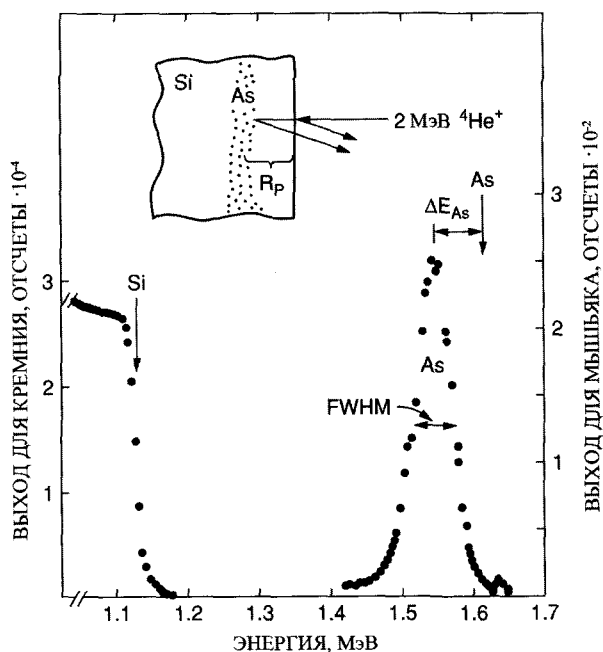 Si
As
2 МэВ ⁴He⁺
R_P
As
ΔE_As
Si
As
FWHM
ВЫХОД ДЛЯ КРЕМНИЯ, ОТСЧЕТЫ ·10⁻⁴
3
2
1
ВЫХОД ДЛЯ МЫШЬЯКА, ОТСЧЕТЫ ·10⁻²
3
2
1
1.1 1.2 1.3 1.4 1.5 1.6 1.7
ЭНЕРГИЯ, МэВ